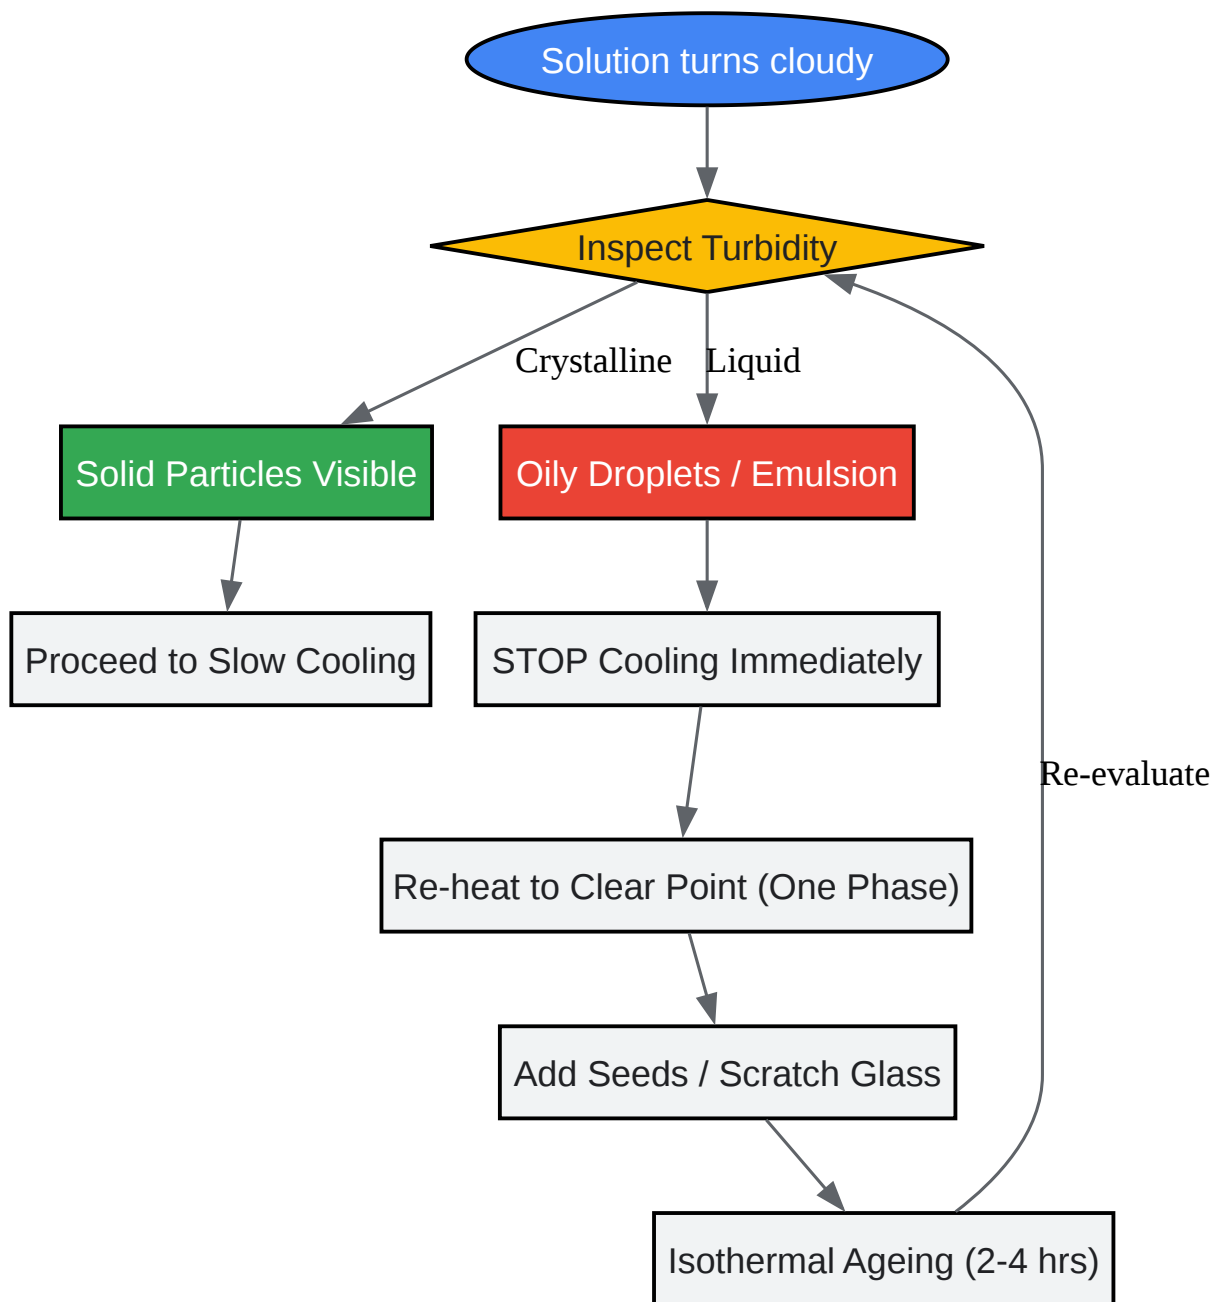 Solution turns cloudy
Inspect Turbidity
Crystalline
Liquid
Solid Particles Visible
Oily Droplets / Emulsion
Proceed to Slow Cooling
STOP Cooling Immediately
Re-evaluate
Re-heat to Clear Point (One Phase)
Add Seeds / Scratch Glass
Isothermal Ageing (2-4 hrs)